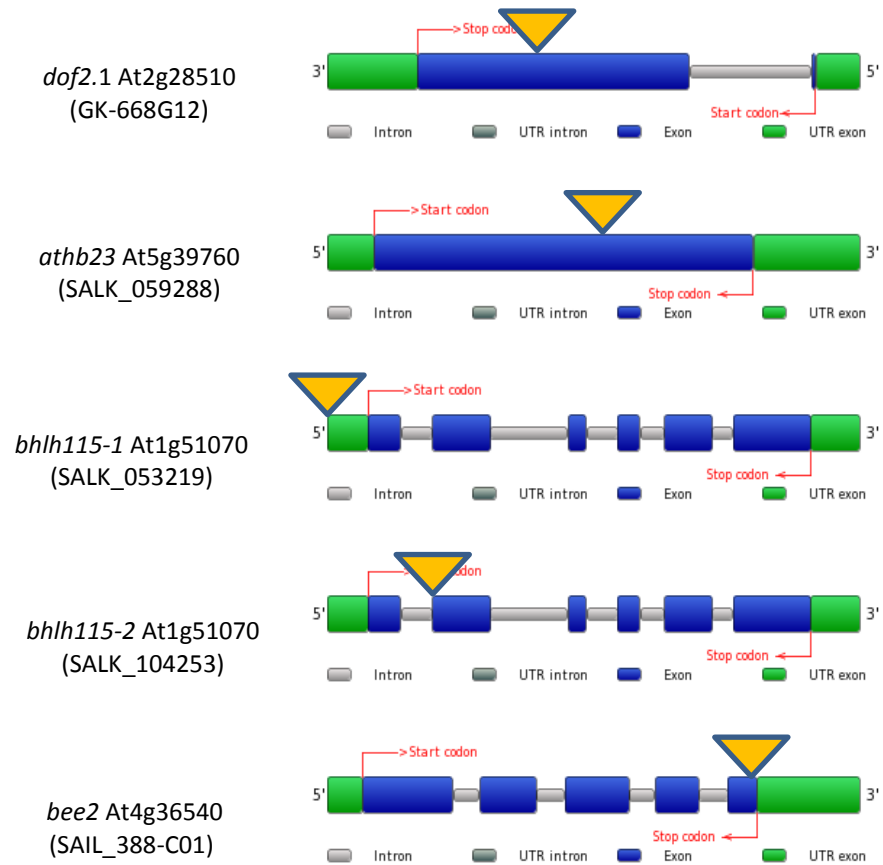 > Stop codon
dof2.1 At2g28510
(GK-668G12)
3' 5'
Start codon <
Intron UTR intron Exon UTR exon
> Start codon
athb23 At5g39760
(SALK_059288)
5' 3'
Stop codon <
Intron UTR intron Exon UTR exon
> Start codon
bhlh115-1 At1g51070
(SALK_053219)
5' 3'
Stop codon <
Intron UTR intron Exon UTR exon
> codon
bhlh115-2 At1g51070
(SALK_104253)
5' 3'
Stop codon <
Intron UTR intron Exon UTR exon
> Start codon
bee2 At4g36540
(SAIL_388-C01)
5' 3'
Stop codon <
Intron UTR intron Exon UTR exon